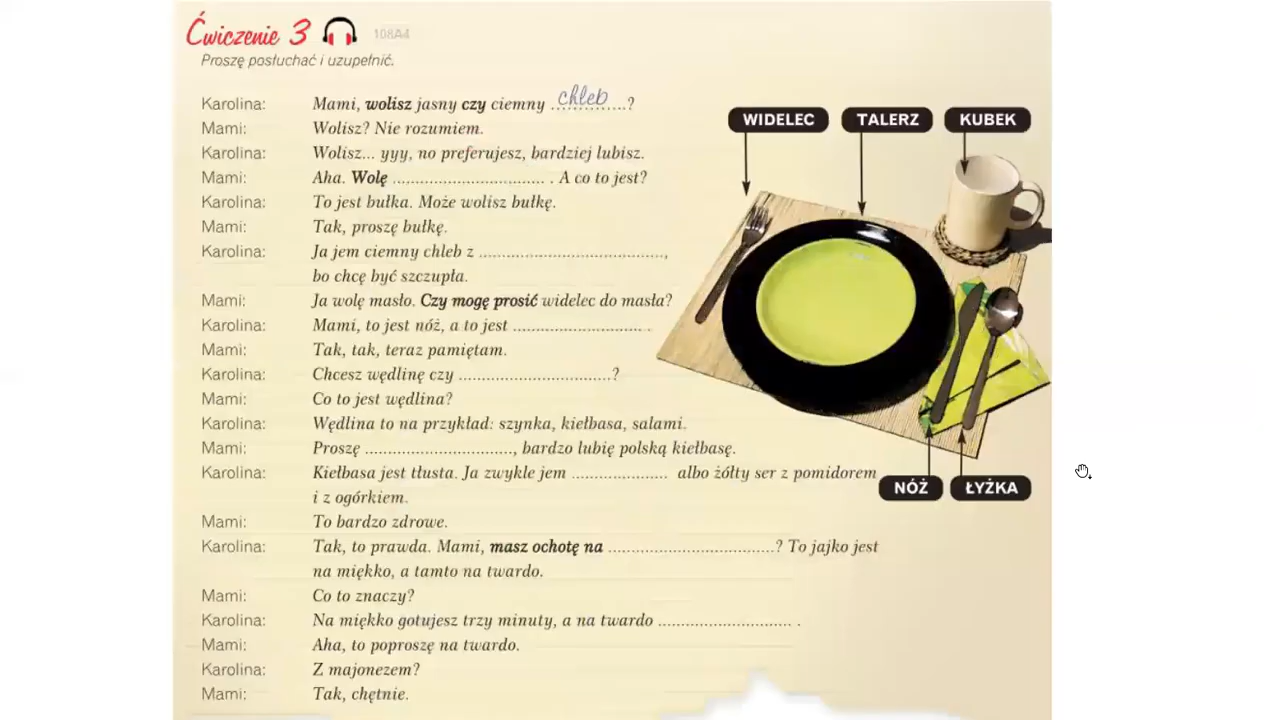 Ćwiczenie 3 108A4
Proszę posłuchać i uzupełnić.
Karolina: Mami, wolisz jasny czy ciemny ...chleb...?
Mami: Wolisz? Nie rozumiem.
Karolina: Wolisz... yyy, no preferujesz, bardziej lubisz.
Mami: Aha. Wolę ................................ . A co to jest?
Karolina: To jest bułka. Może wolisz bułkę.
Mami: Tak, proszę bułkę.
Karolina: Ja jem ciemny chleb z .......................................,
bo chcę być szczupła.
Mami: Ja wolę masło. Czy mogę prosić widelec do masła?
Karolina: Mami, to jest nóż, a to jest ........................... .
Mami: Tak, tak, teraz pamiętam.
Karolina: Chcesz wędlinę czy ................................?
Mami: Co to jest wędlina?
Karolina: Wędlina to na przykład: szynka, kiełbasa, salami.
Mami: Proszę ..............................., bardzo lubię polską kiełbasę.
Karolina: Kiełbasa jest tłusta. Ja zwykle jem .................... albo żółty ser z pomidorem
i z ogórkiem.
Mami: To bardzo zdrowe.
Karolina: Tak, to prawda. Mami, masz ochotę na ...................................? To jajko jest
na miękko, a tamto na twardo.
Mami: Co to znaczy?
Karolina: Na miękko gotujesz trzy minuty, a na twardo ............................ .
Mami: Aha, to poproszę na twardo.
Karolina: Z majonezem?
Mami: Tak, chętnie.
WIDELEC TALERZ KUBEK
NÓŻ ŁYŻKA